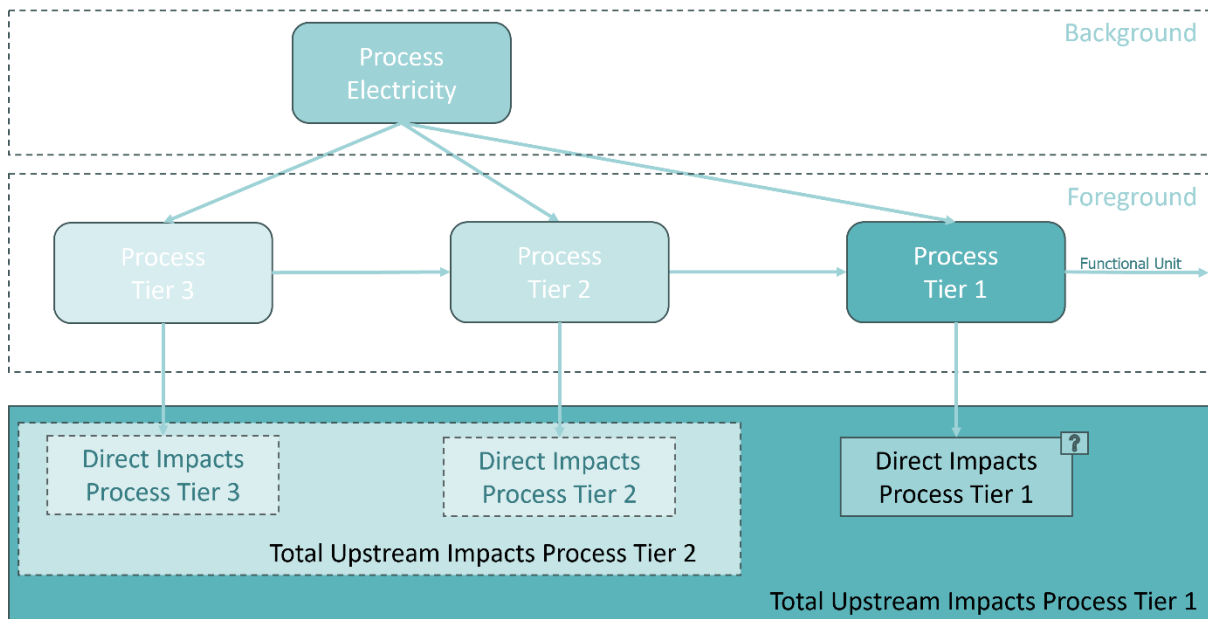 Background
Process
Electricity
Foreground
Process
Tier 3
Process
Tier 2
Process
Tier 1
Functional Unit
Direct Impacts
Process Tier 3
Direct Impacts
Process Tier 2
?
Direct Impacts
Process Tier 1
Total Upstream Impacts Process Tier 2
Total Upstream Impacts Process Tier 1